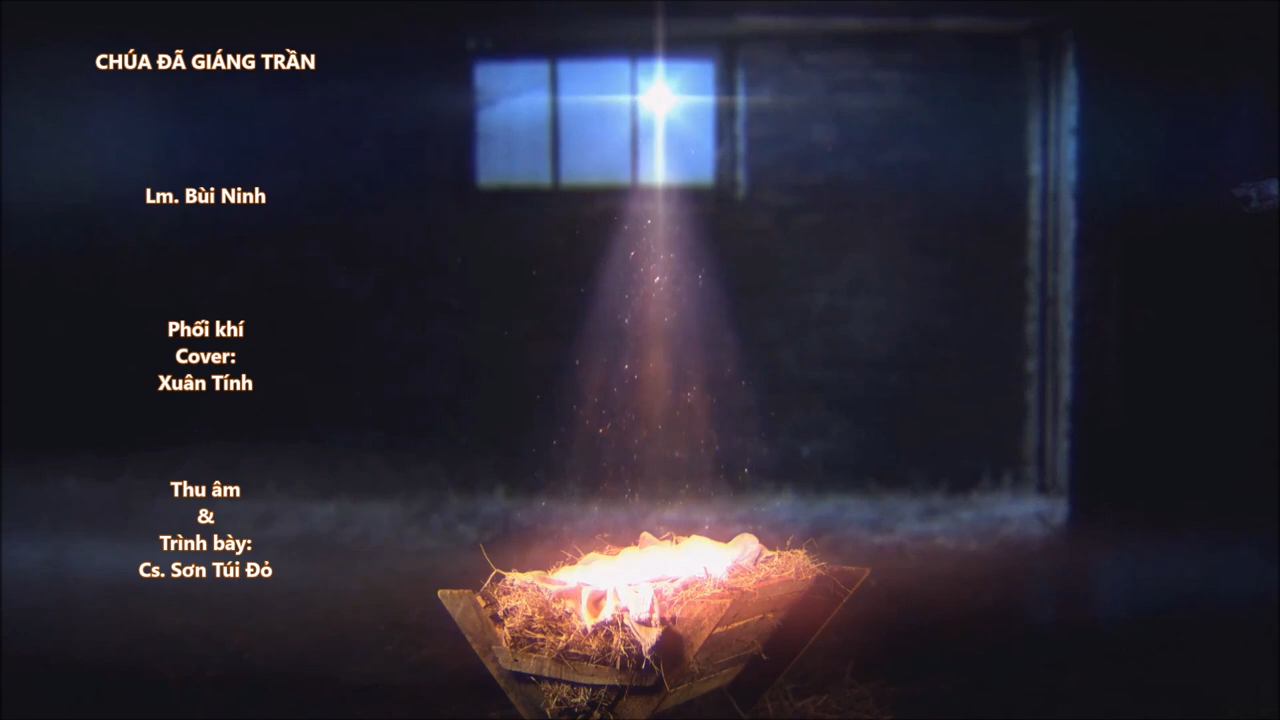 CHÚA ĐÃ GIÁNG TRẦN
Lm. Bùi Ninh
Phối khí
Cover:
Xuân Tính
Thu âm
&
Trình bày:
Cs. Sơn Túi Đỏ